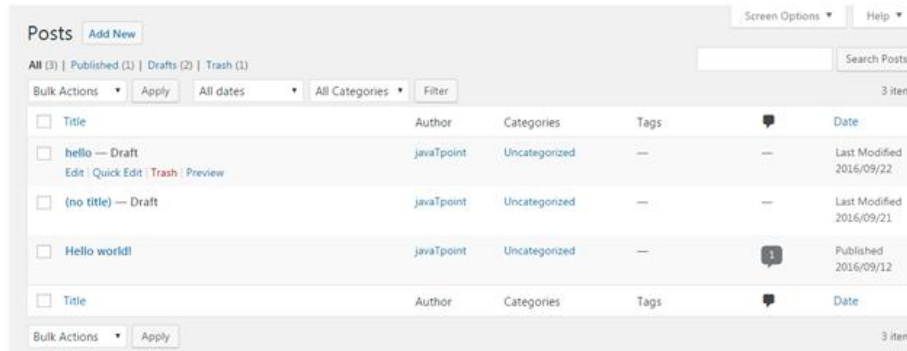 Screen Options Help
Posts Add New
All (3) | Published (1) | Drafts (2) | Trash (1)
Search Posts
Bulk Actions Apply All dates All Categories Filter
3 iten
Title Author Categories Tags Date
hello — Draft javaTpoint Uncategorized — — Last Modified
Edit | Quick Edit | Trash | Preview 2016/09/22
(no title) — Draft javaTpoint Uncategorized — — Last Modified
2016/09/21
Hello world! javaTpoint Uncategorized — 1 Published
2016/09/12
Title Author Categories Tags Date
Bulk Actions Apply 3 iten